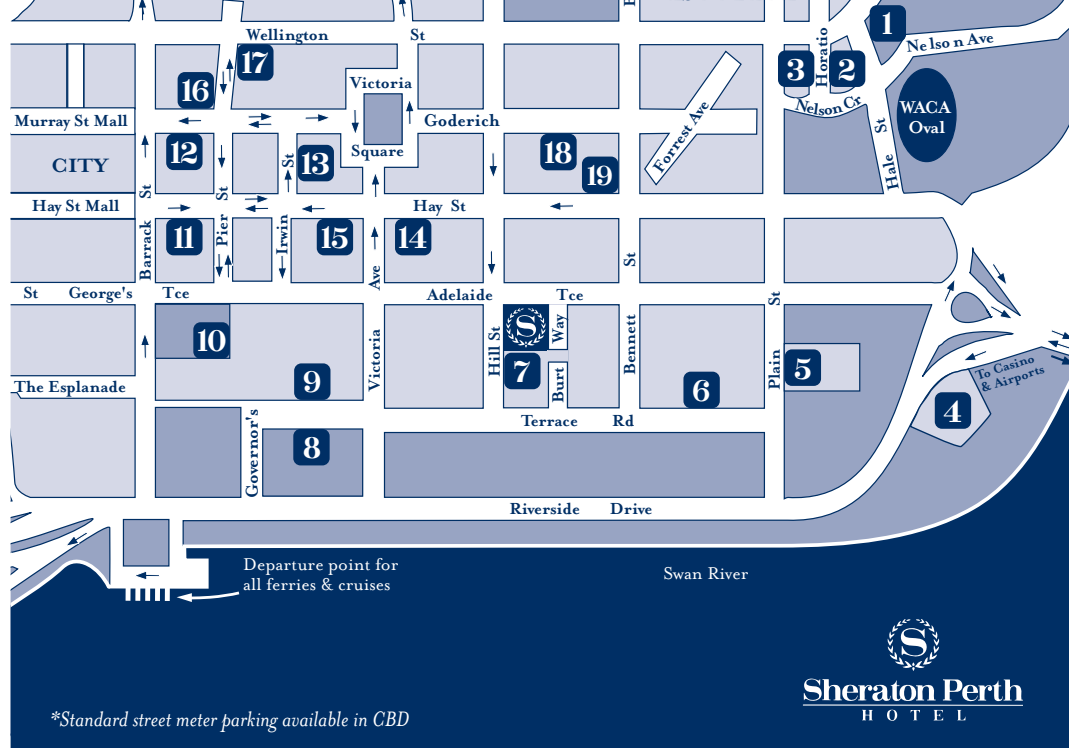 1
Wellington St
Nelson Ave
17
Horatio
3
2
Victoria
16
Nelson Cr
WACA
Oval
Murray St Mall
Goderich
Forrest Ave
St
Square
12
18
CITY
St
13
19
Hale
St
St
Hay St Mall
Hay St
11
Pier
Irwin
15
14
Barrack
St
Ave
St George's Tce
Adelaide Tce
St
S
Way
10
Hill St
Bennett
Victoria
Plain
5
To Casino
& Airports
7
The Esplanade
9
Burt
6
4
Terrace Rd
8
Governor's
Riverside Drive
Departure point for
all ferries & cruises
Swan River
S
Sheraton Perth
HOTEL
*Standard street meter parking available in CBD